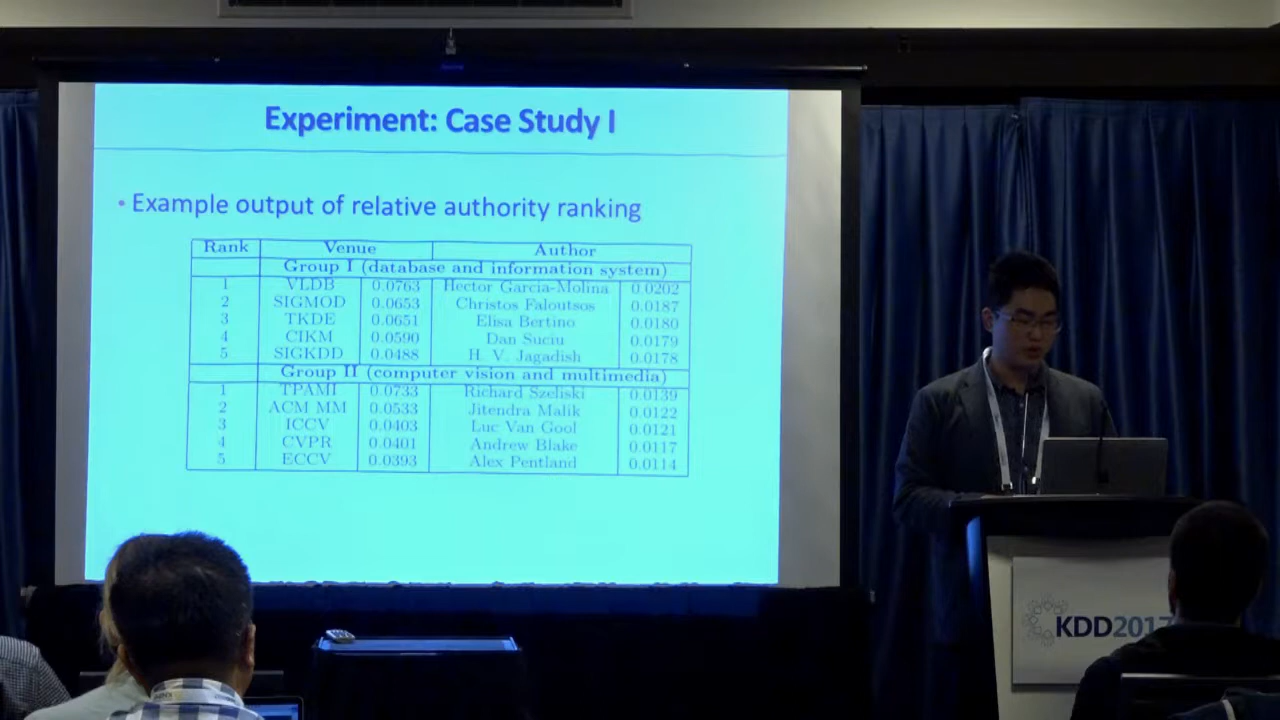 Experiment: Case Study I
• Example output of relative authority ranking
Rank Venue Author
Group I (database and information system)
1 VLDB 0.0763 Hector Garcia-Molina 0.0202
2 SIGMOD 0.0653 Christos Faloutsos 0.0187
3 TKDE 0.0651 Elisa Bertino 0.0180
4 CIKM 0.0590 Dan Suciu 0.0179
5 SIGKDD 0.0488 H. V. Jagadish 0.0178
Group II (computer vision and multimedia)
1 TPAMI 0.0733 Richard Szeliski 0.0139
2 ACM MM 0.0533 Jitendra Malik 0.0122
3 ICCV 0.0403 Luc Van Gool 0.0121
4 CVPR 0.0401 Andrew Blake 0.0117
5 ECCV 0.0393 Alex Pentland 0.0114
KDD2017